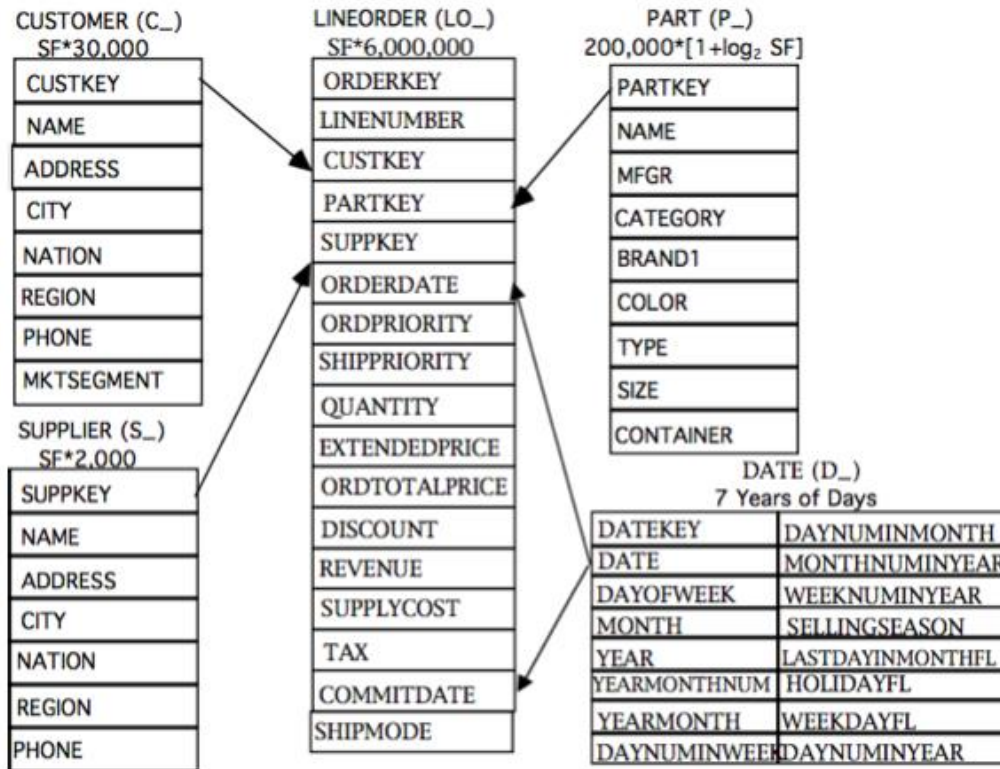 CUSTOMER (C_)
SF*30,000
CUSTKEY
NAME
ADDRESS
CITY
NATION
REGION
PHONE
MKTSEGMENT
SUPPLIER (S_)
SF*2,000
SUPPKEY
NAME
ADDRESS
CITY
NATION
REGION
PHONE
LINEORDER (LO_)
SF*6,000,000
ORDERKEY
LINENUMBER
CUSTKEY
PARTKEY
SUPPKEY
ORDERDATE
ORDPRIORITY
SHIPPRIORITY
QUANTITY
EXTENDEDPRICE
ORDTOTALPRICE
DISCOUNT
REVENUE
SUPPLYCOST
TAX
COMMITDATE
SHIPMODE
PART (P_)
200,000*[1+log₂ SF]
PARTKEY
NAME
MFGR
CATEGORY
BRAND1
COLOR
TYPE
SIZE
CONTAINER
DATE (D_)
7 Years of Days
DATEKEY DAYNUMINMONTH
DATE MONTHNUMINYEAR
DAYOFWEEK WEEKNUMINYEAR
MONTH SELLINGSEASON
YEAR LASTDAYINMONTHFL
YEARMONTHNUM HOLIDAYFL
YEARMONTH WEEKDAYFL
DAYNUMINWEEK DAYNUMINYEAR